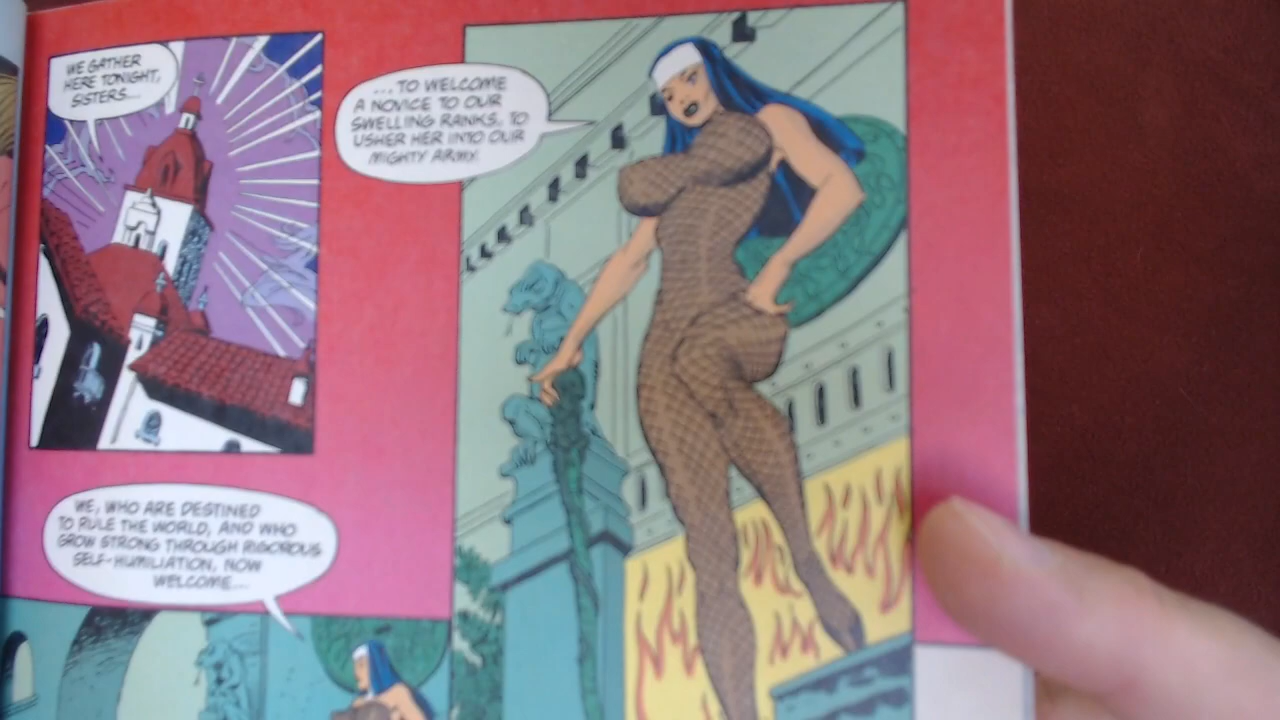 WE GATHER
HERE TONIGHT,
SISTERS...
...TO WELCOME
A NOVICE TO OUR
SWELLING RANKS, TO
USHER HER INTO OUR
MIGHTY ARMY.
WE, WHO ARE DESTINED
TO RULE THE WORLD, AND WHO
GROW STRONG THROUGH RIGOROUS
SELF-HUMILIATION, NOW
WELCOME...